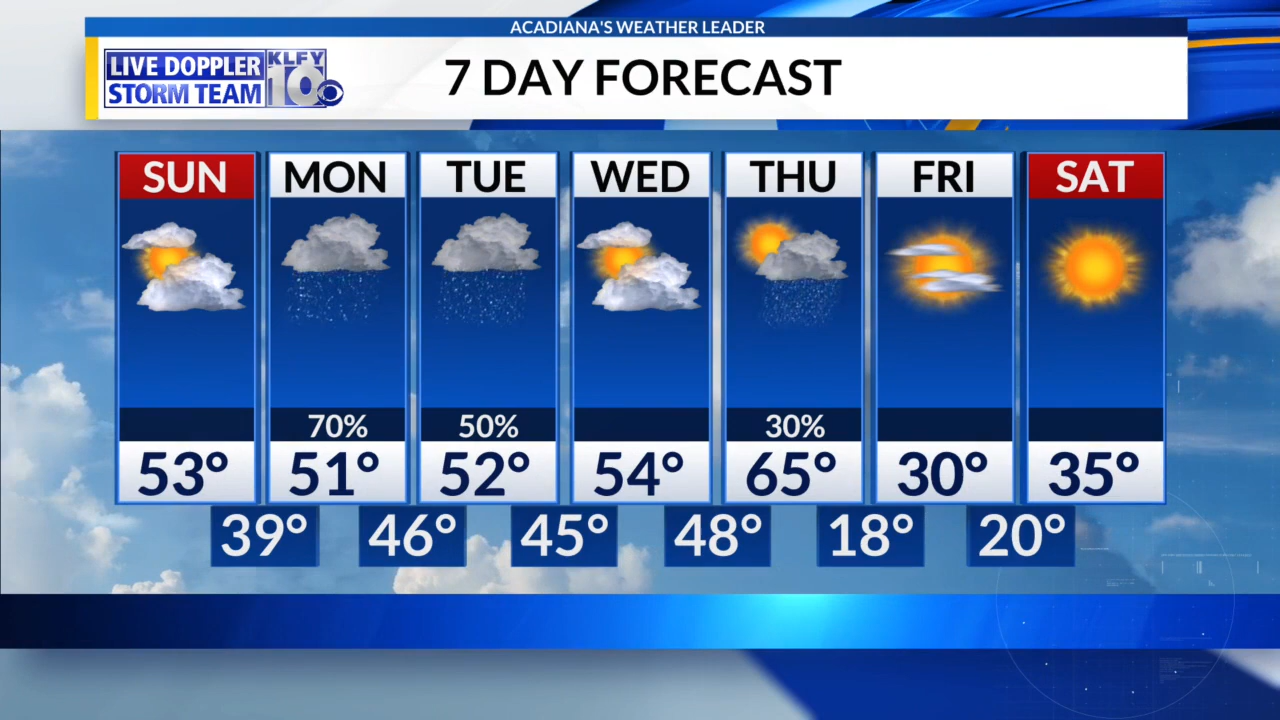 ACADIANA'S WEATHER LEADER
LIVE DOPPLER
STORM TEAM
KLFY
10
7 DAY FORECAST
SUN MON TUE WED THU FRI SAT
70% 50% 30%
53° 51° 52° 54° 65° 30° 35°
39° 46° 45° 48° 18° 20°